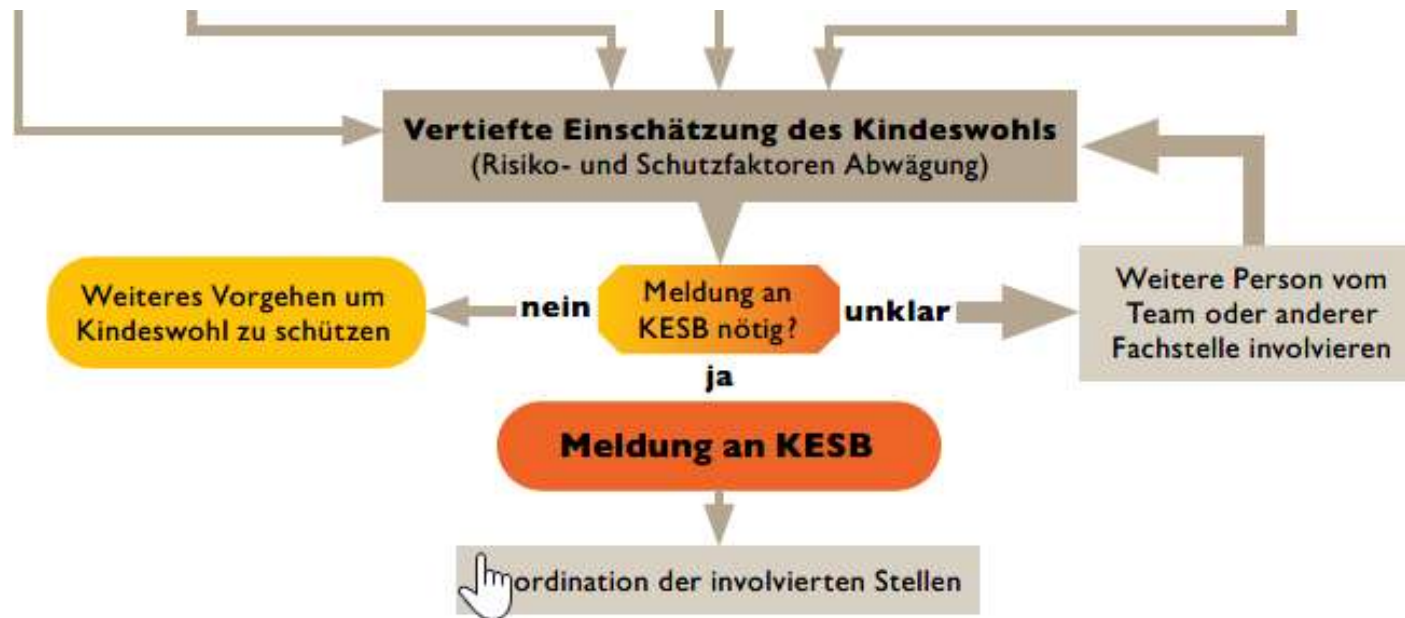 Vertiefte Einschätzung des Kindeswohls
(Risiko- und Schutzfaktoren Abwägung)
Weiteres Vorgehen um
Kindeswohl zu schützen
nein
Meldung an
KESB nötig?
unklar
Weitere Person vom
Team oder anderer
Fachstelle involvieren
ja
Meldung an KESB
ordination der involvierten Stellen